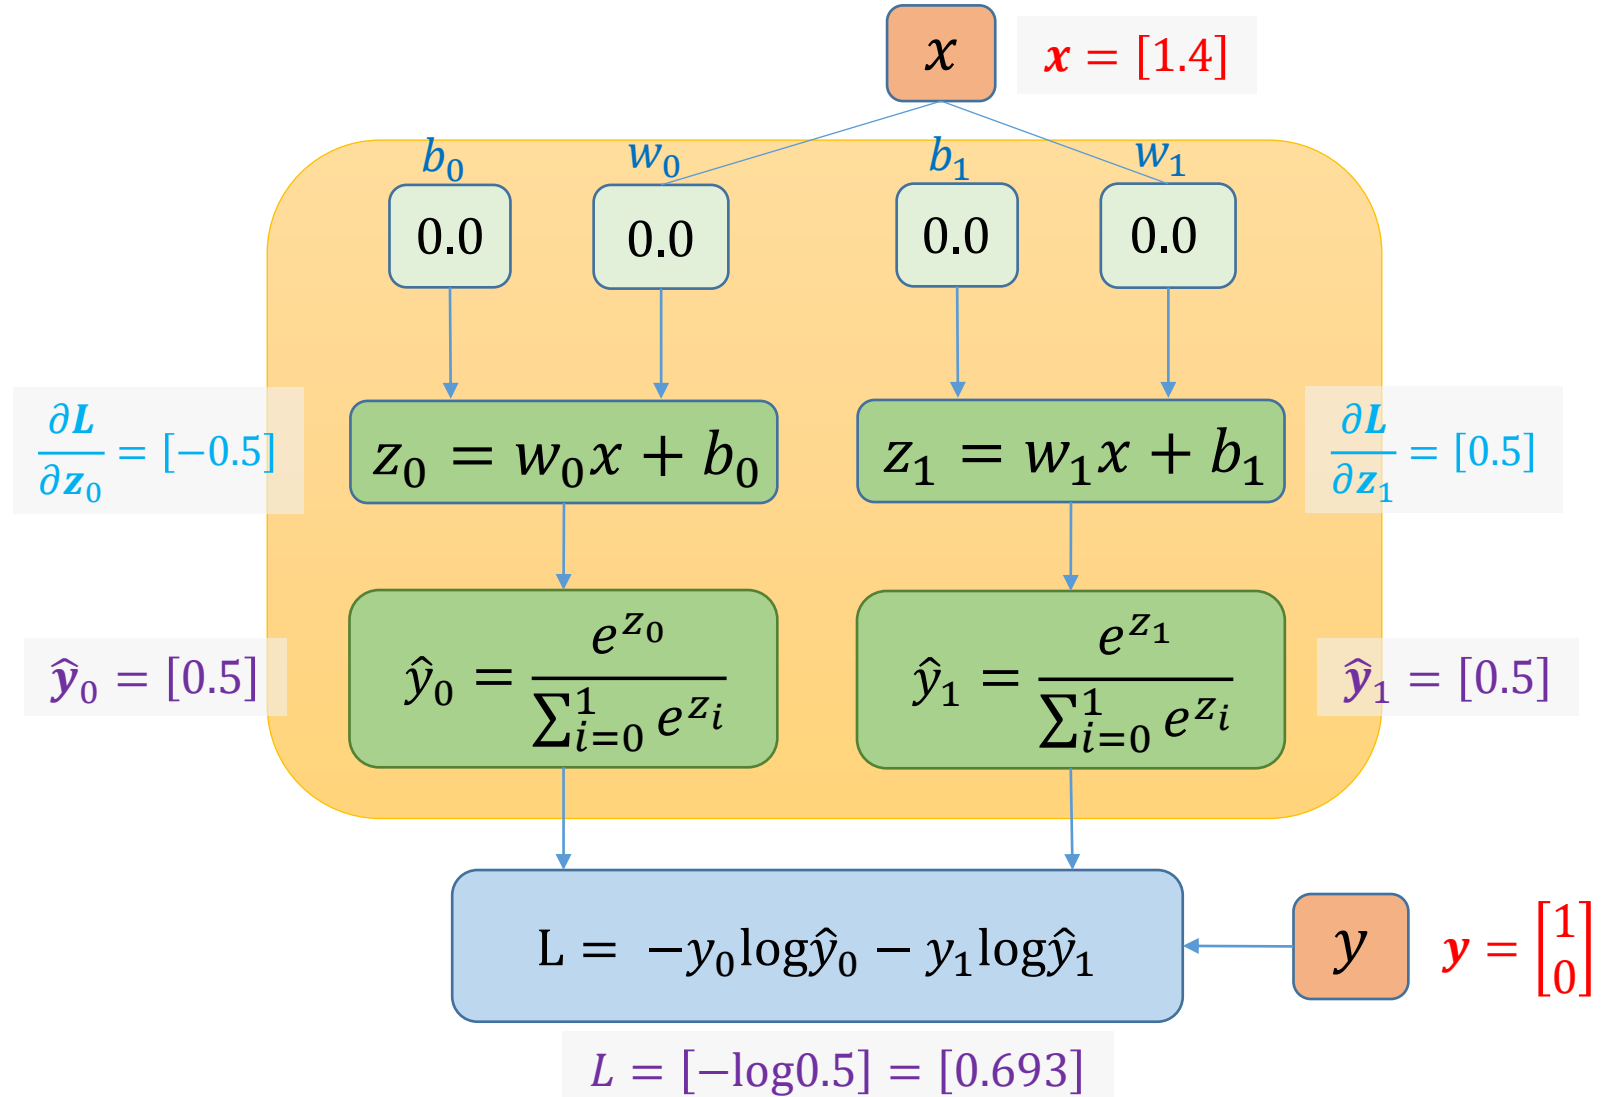 x
x = [1.4]
b₀ w₀ b₁ w₁
0.0 0.0 0.0 0.0
∂L/∂z₀ = [−0.5]
z₀ = w₀x + b₀
z₁ = w₁x + b₁
∂L/∂z₁ = [0.5]
ŷ₀ = [0.5]
ŷ₀ = e^{z₀} / ∑_{i=0}^{1} e^{z_i}
ŷ₁ = e^{z₁} / ∑_{i=0}^{1} e^{z_i}
ŷ₁ = [0.5]
L = −y₀logŷ₀ − y₁logŷ₁
y
y = [1 0]
L = [−log0.5] = [0.693]